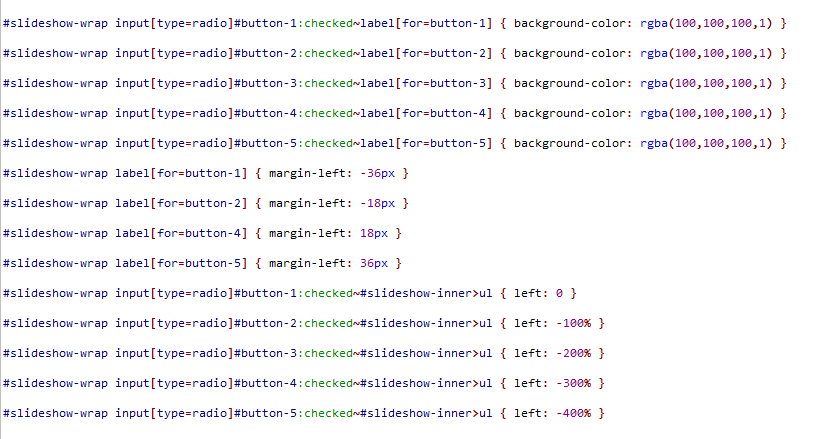 #slideshow-wrap input[type=radio]#button-1:checked~label[for=button-1] { background-color: rgba(100,100,100,1) }
#slideshow-wrap input[type=radio]#button-2:checked~label[for=button-2] { background-color: rgba(100,100,100,1) }
#slideshow-wrap input[type=radio]#button-3:checked~label[for=button-3] { background-color: rgba(100,100,100,1) }
#slideshow-wrap input[type=radio]#button-4:checked~label[for=button-4] { background-color: rgba(100,100,100,1) }
#slideshow-wrap input[type=radio]#button-5:checked~label[for=button-5] { background-color: rgba(100,100,100,1) }
#slideshow-wrap label[for=button-1] { margin-left: -36px }
#slideshow-wrap label[for=button-2] { margin-left: -18px }
#slideshow-wrap label[for=button-4] { margin-left: 18px }
#slideshow-wrap label[for=button-5] { margin-left: 36px }
#slideshow-wrap input[type=radio]#button-1:checked~#slideshow-inner>ul { left: 0 }
#slideshow-wrap input[type=radio]#button-2:checked~#slideshow-inner>ul { left: -100% }
#slideshow-wrap input[type=radio]#button-3:checked~#slideshow-inner>ul { left: -200% }
#slideshow-wrap input[type=radio]#button-4:checked~#slideshow-inner>ul { left: -300% }
#slideshow-wrap input[type=radio]#button-5:checked~#slideshow-inner>ul { left: -400% }